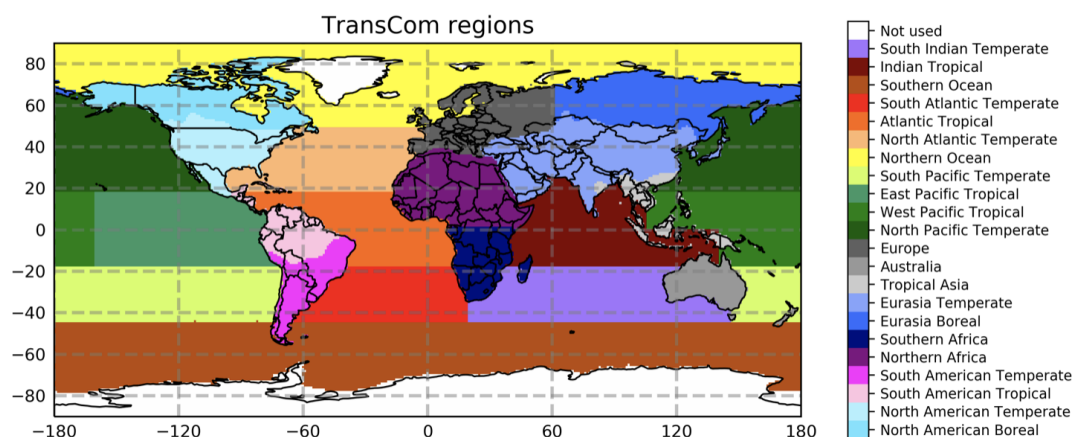 TransCom regions
80
60
40
20
0
−20
−40
−60
−80
−180
−120
−60
0
60
120
180
Not used
South Indian Temperate
Indian Tropical
Southern Ocean
South Atlantic Temperate
Atlantic Tropical
North Atlantic Temperate
Northern Ocean
South Pacific Temperate
East Pacific Tropical
West Pacific Tropical
North Pacific Temperate
Europe
Australia
Tropical Asia
Eurasia Temperate
Eurasia Boreal
Southern Africa
Northern Africa
South American Temperate
South American Tropical
North American Temperate
North American Boreal